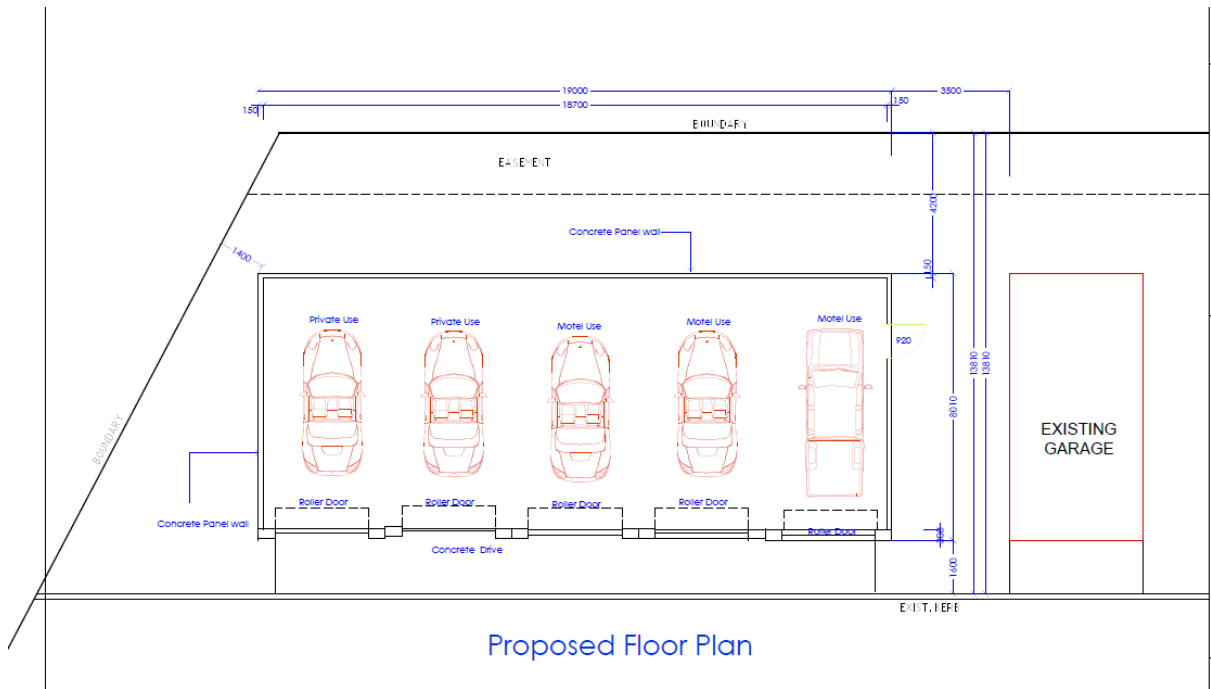 19000
18700
150
150
3500
BOUNDARY
EASEMENT
4200
Concrete Panel wall
1400
150
Private Use
Private Use
Motel Use
Motel Use
Motel Use
920
13810
13810
8010
BOUNDARY
EXISTING
GARAGE
Roller Door
Roller Door
Roller Door
Roller Door
Roller Door
Concrete Panel wall
Concrete Drive
300
1600
EXIST. KERB
Proposed Floor Plan